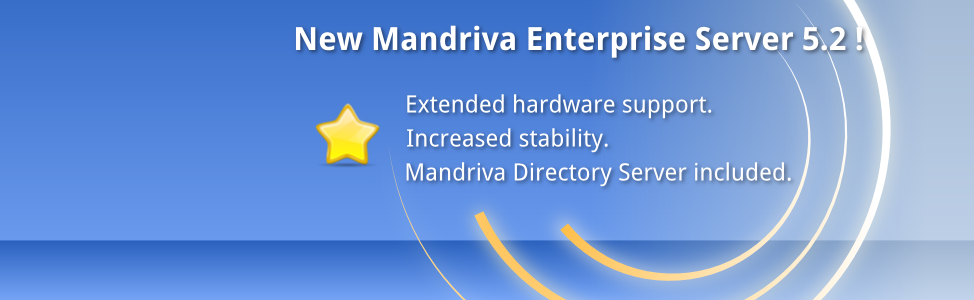 New Mandriva Enterprise Server 5.2 !
Extended hardware support.
Increased stability.
Mandriva Directory Server included.